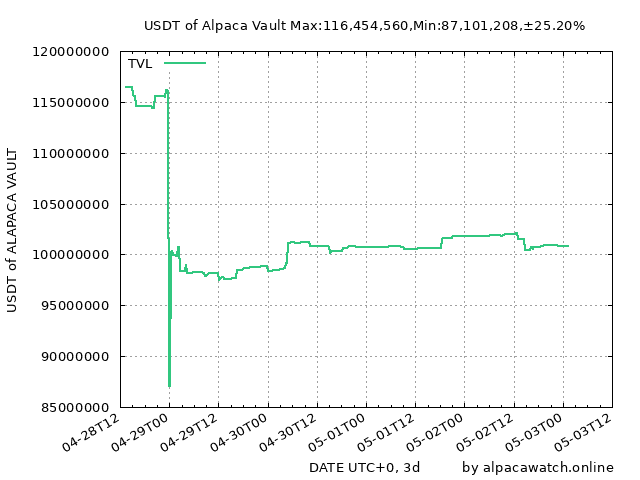 USDT of Alpaca Vault Max:116,454,560,Min:87,101,208,±25.20%
TVL
120000000
115000000
110000000
105000000
100000000
95000000
90000000
85000000
USDT of ALAPACA VAULT
04-28T12
04-29T00
04-29T12
04-30T00
04-30T12
05-01T00
05-01T12
05-02T00
05-02T12
05-03T00
05-03T12
DATE UTC+0, 3d
by alpacawatch.online